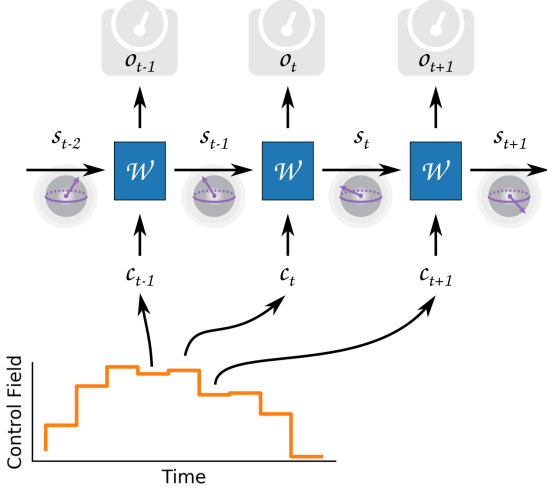 o_{t-1} o_t o_{t+1}
s_{t-2} s_{t-1} s_t s_{t+1}
𝒲 𝒲 𝒲
c_{t-1} c_t c_{t+1}
Control Field
Time